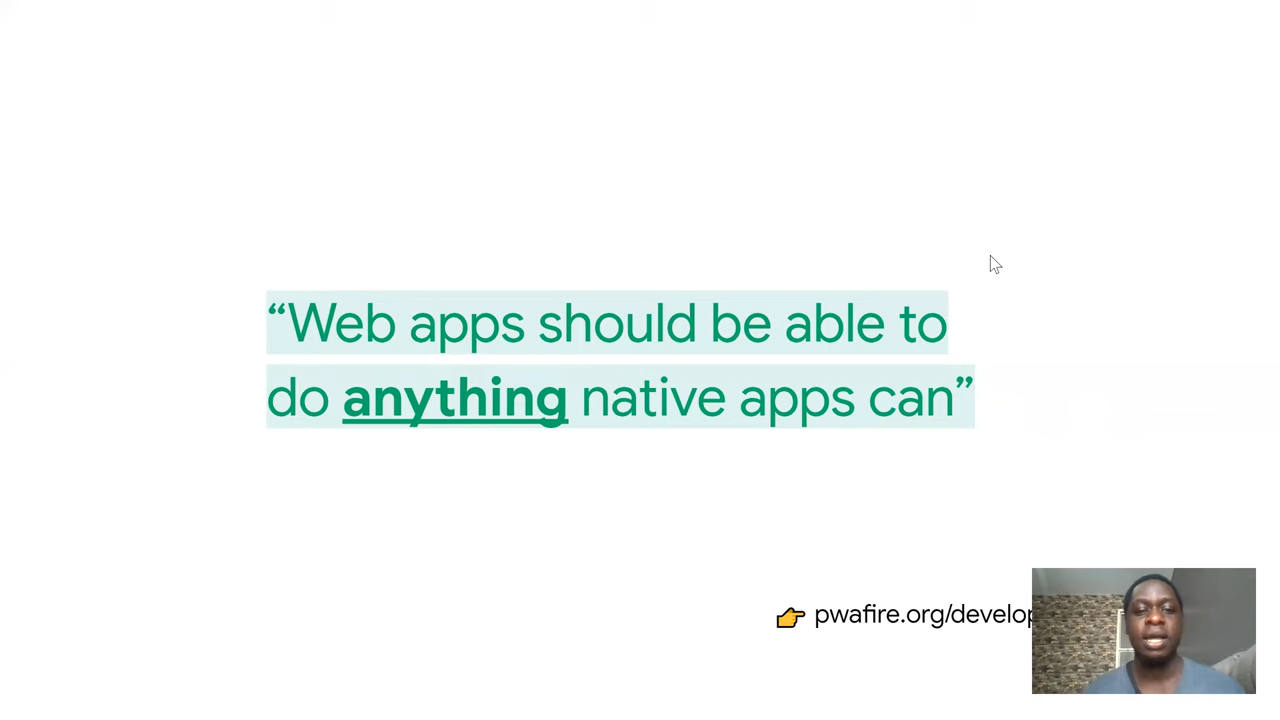 “Web apps should be able to
do anything native apps can”
pwafire.org/develop